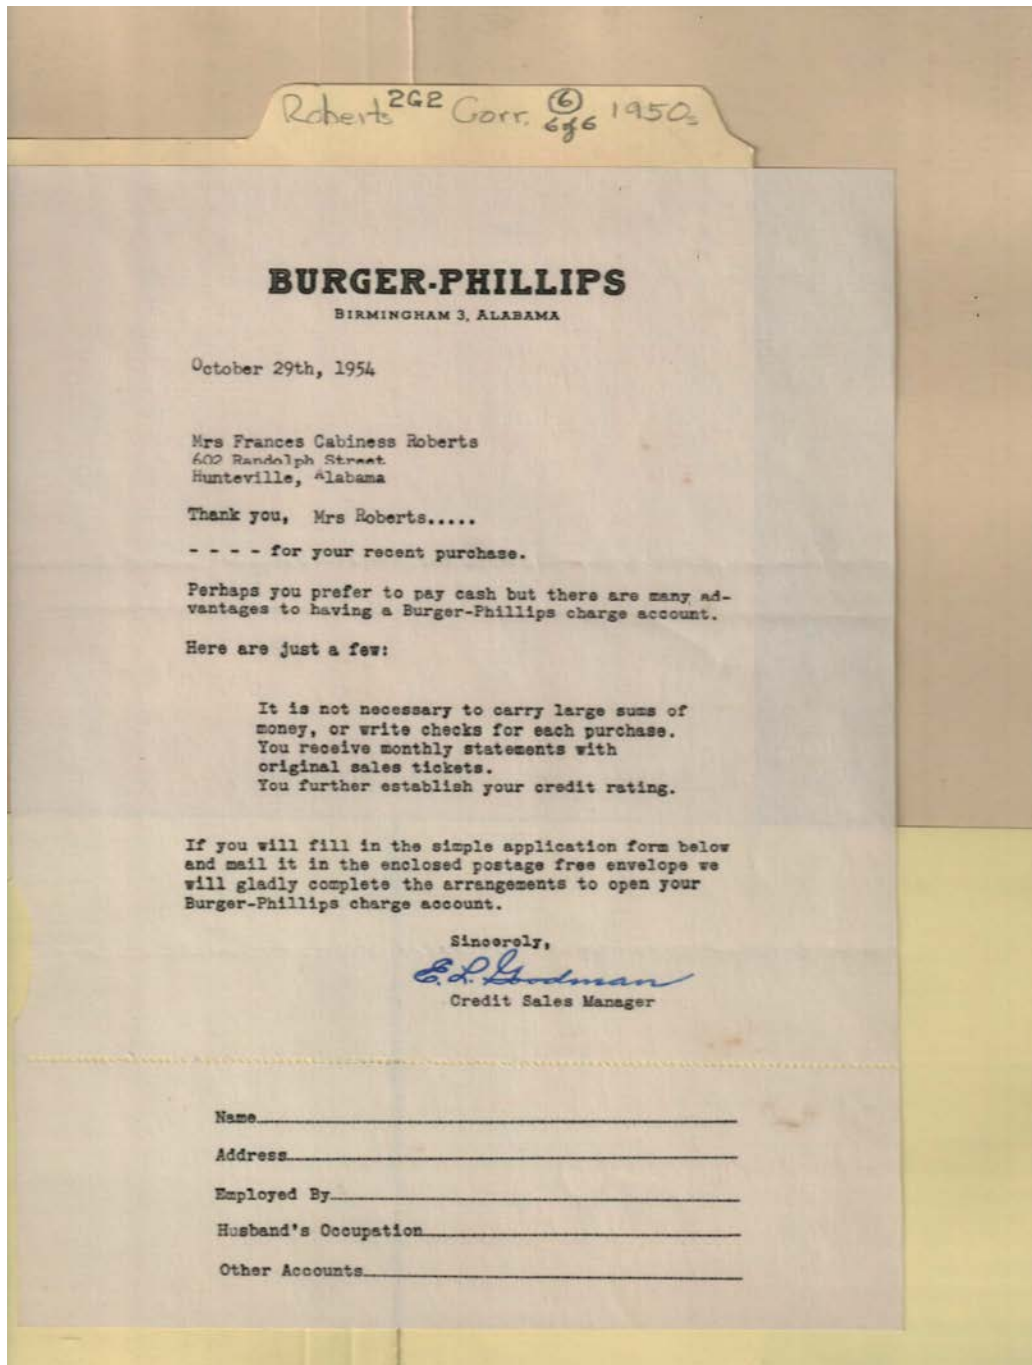 Roberts 2G2 Corr. 6 1950s
6 of 6
BURGER-PHILLIPS
BIRMINGHAM 3, ALABAMA
October 29th, 1954
Mrs Frances Cabiness Roberts
602 Randolph Street
Hunteville, Alabama
Thank you, Mrs Roberts.....
- - - - for your recent purchase.
Perhaps you prefer to pay cash but there are many ad-
vantages to having a Burger-Phillips charge account.
Here are just a few:
It is not necessary to carry large sums of
money, or write checks for each purchase.
You receive monthly statements with
original sales tickets.
You further establish your credit rating.
If you will fill in the simple application form below
and mail it in the enclosed postage free envelope we
will gladly complete the arrangements to open your
Burger-Phillips charge account.
Sincerely,
E. L. Goodman
Credit Sales Manager
Name
Address
Employed By
Husband's Occupation
Other Accounts